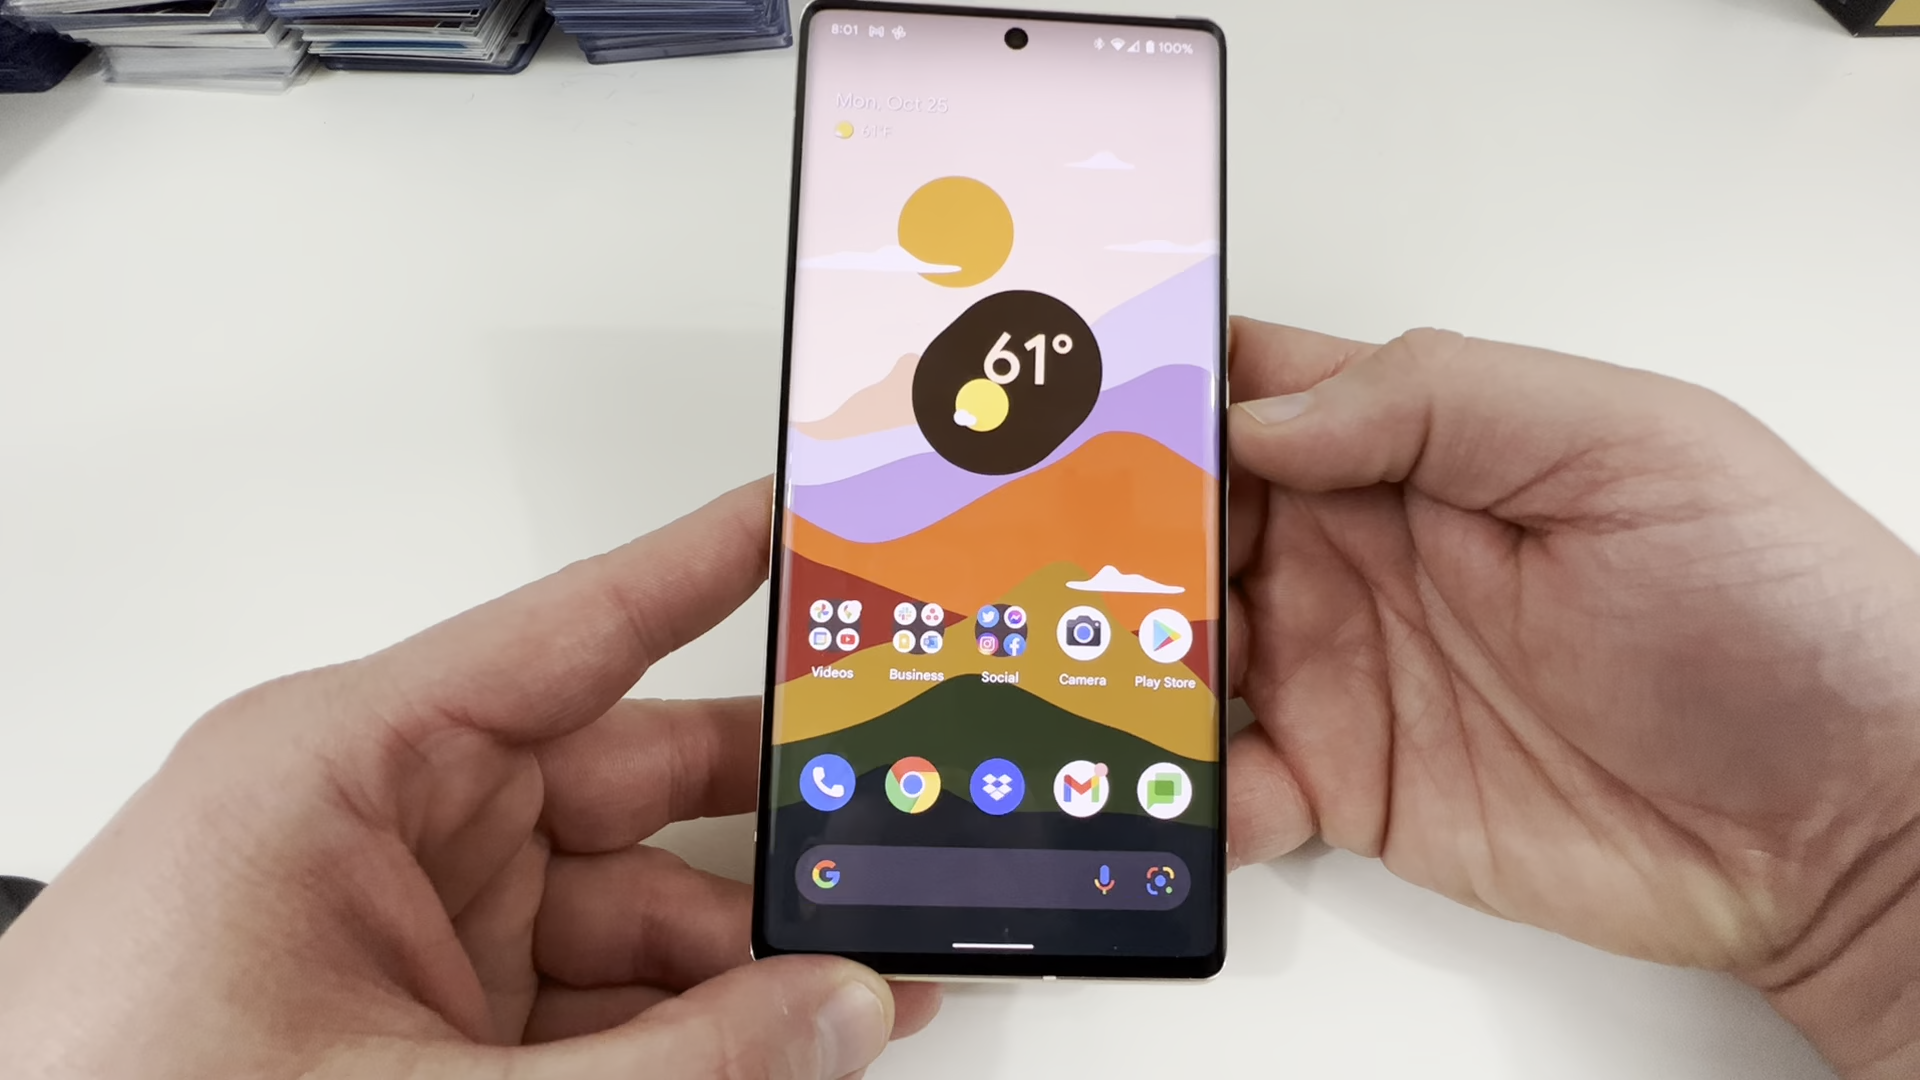 8:01
100%
Mon, Oct 25
61°F
61°
Videos
Business
Social
Camera
Play Store